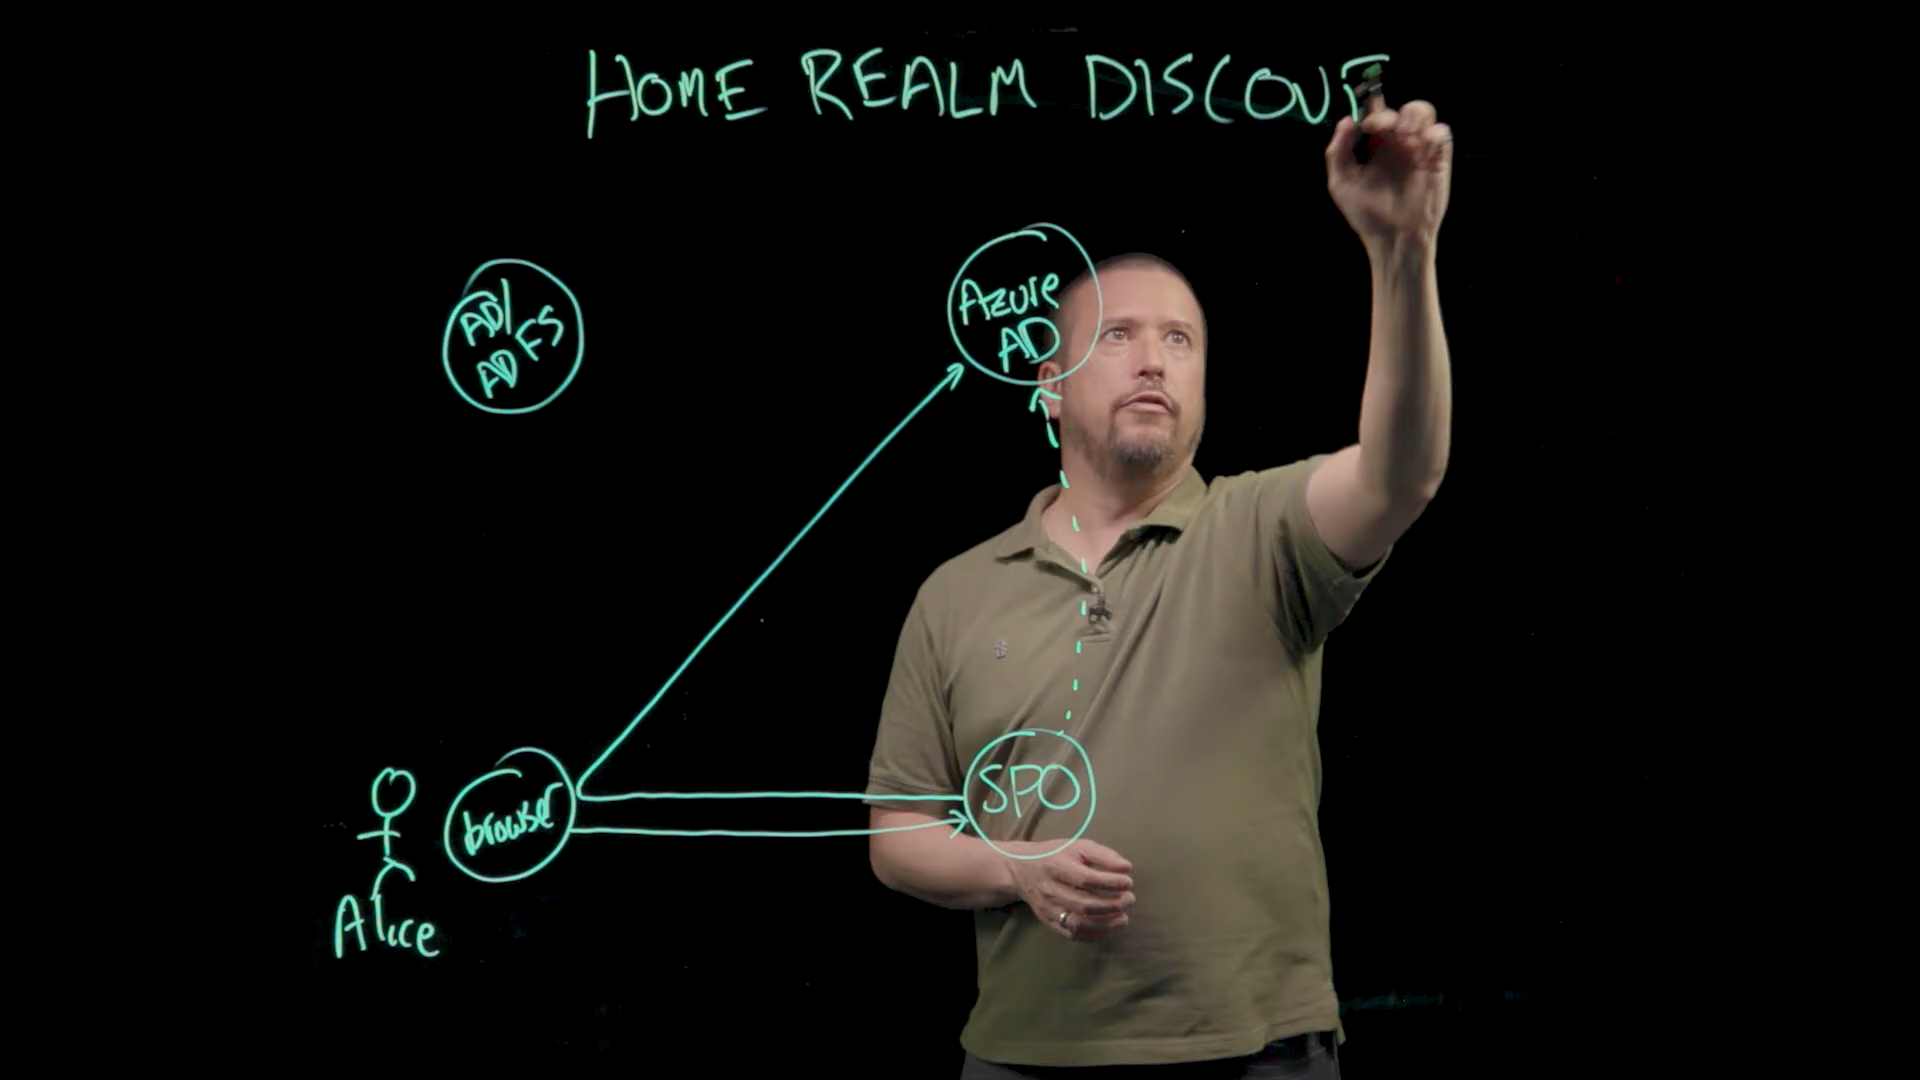 HOME REALM DISCOVE
AD/
AD FS
Azure
AD
browser
SPO
Alice